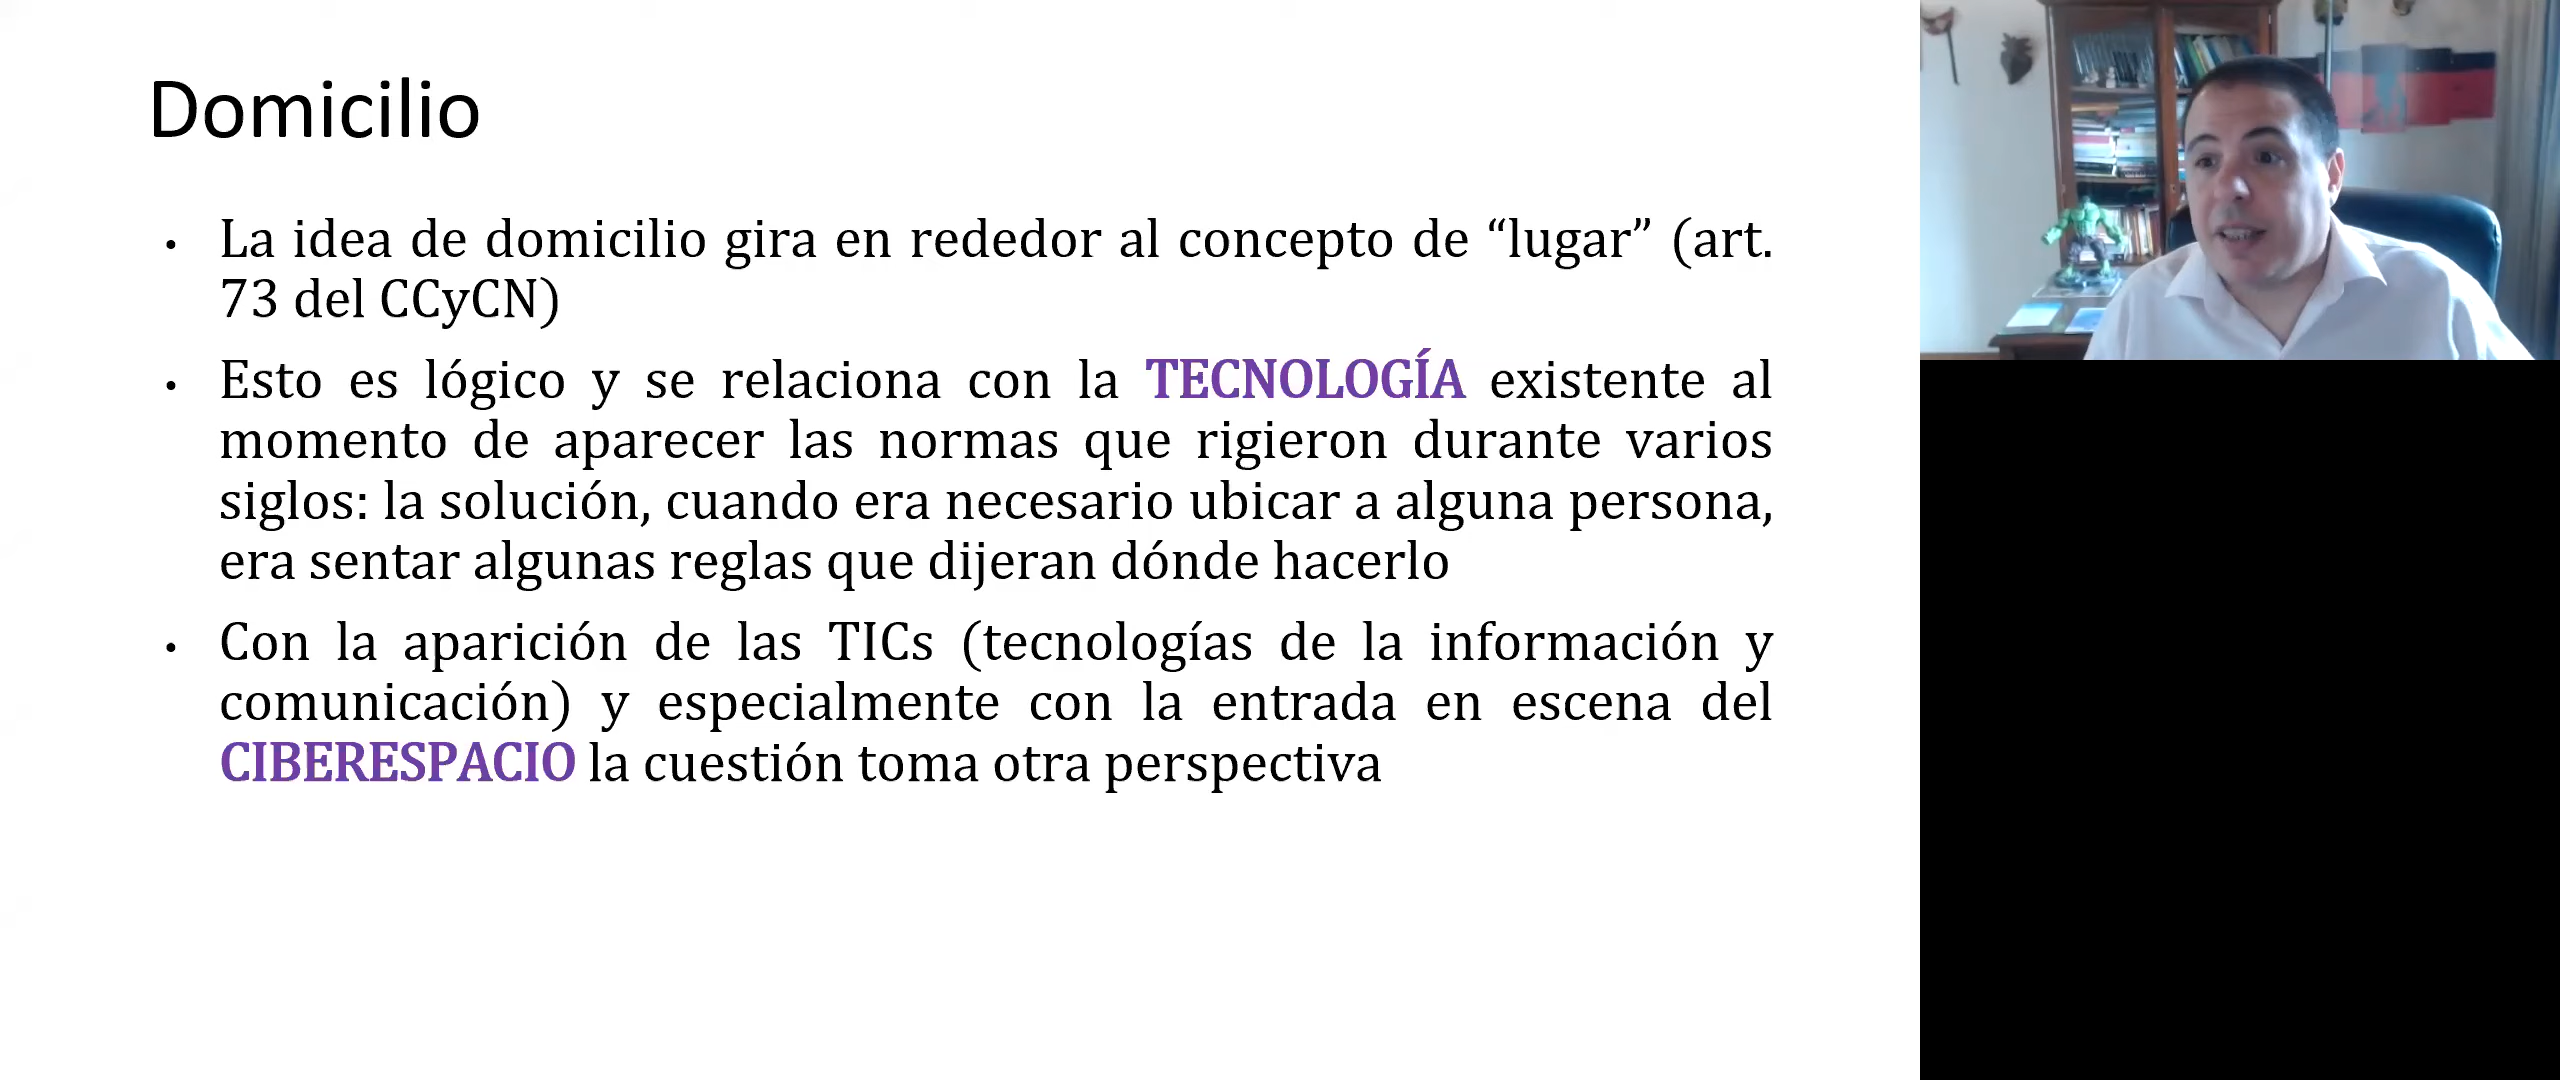 Domicilio
• La idea de domicilio gira en rededor al concepto de “lugar” (art.
73 del CCyCN)
• Esto es lógico y se relaciona con la TECNOLOGÍA existente al
momento de aparecer las normas que rigieron durante varios
siglos: la solución, cuando era necesario ubicar a alguna persona,
era sentar algunas reglas que dijeran dónde hacerlo
• Con la aparición de las TICs (tecnologías de la información y
comunicación) y especialmente con la entrada en escena del
CIBERESPACIO la cuestión toma otra perspectiva